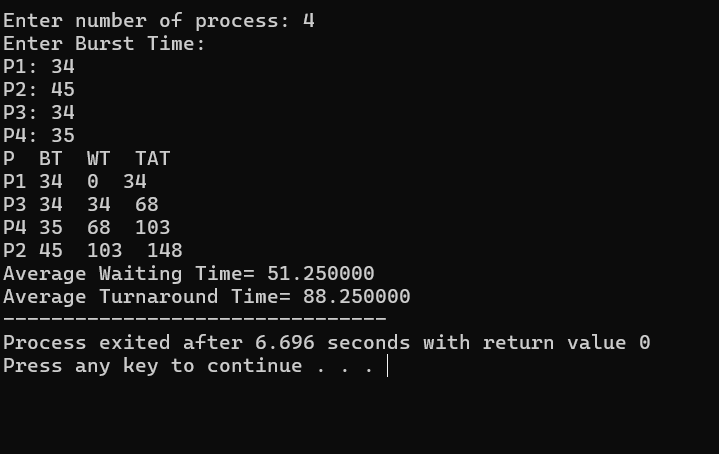 Enter number of process: 4
Enter Burst Time:
P1: 34
P2: 45
P3: 34
P4: 35
P  BT  WT  TAT
P1 34  0  34
P3 34  34  68
P4 35  68  103
P2 45  103  148
Average Waiting Time= 51.250000
Average Turnaround Time= 88.250000
--------------------------------
Process exited after 6.696 seconds with return value 0
Press any key to continue . . .